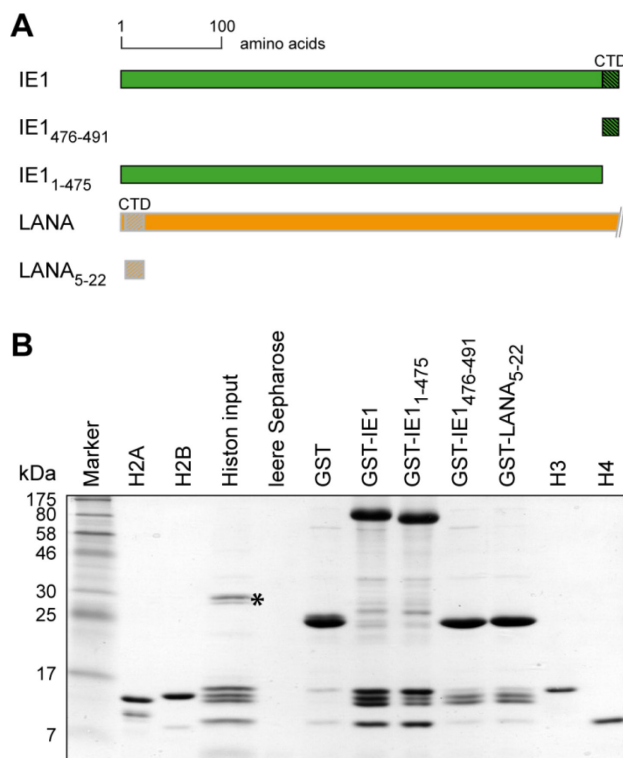 A
1 100
amino acids
CTD
IE1
IE1476-491
IE11-475
CTD
LANA
LANA5-22
B
kDa
Marker
H2A
H2B
Histon input
leere Sepharose
GST
GST-IE1
GST-IE11-475
GST-IE1476-491
GST-LANA5-22
H3
H4
175
80
58
46
30
25
17
7
*